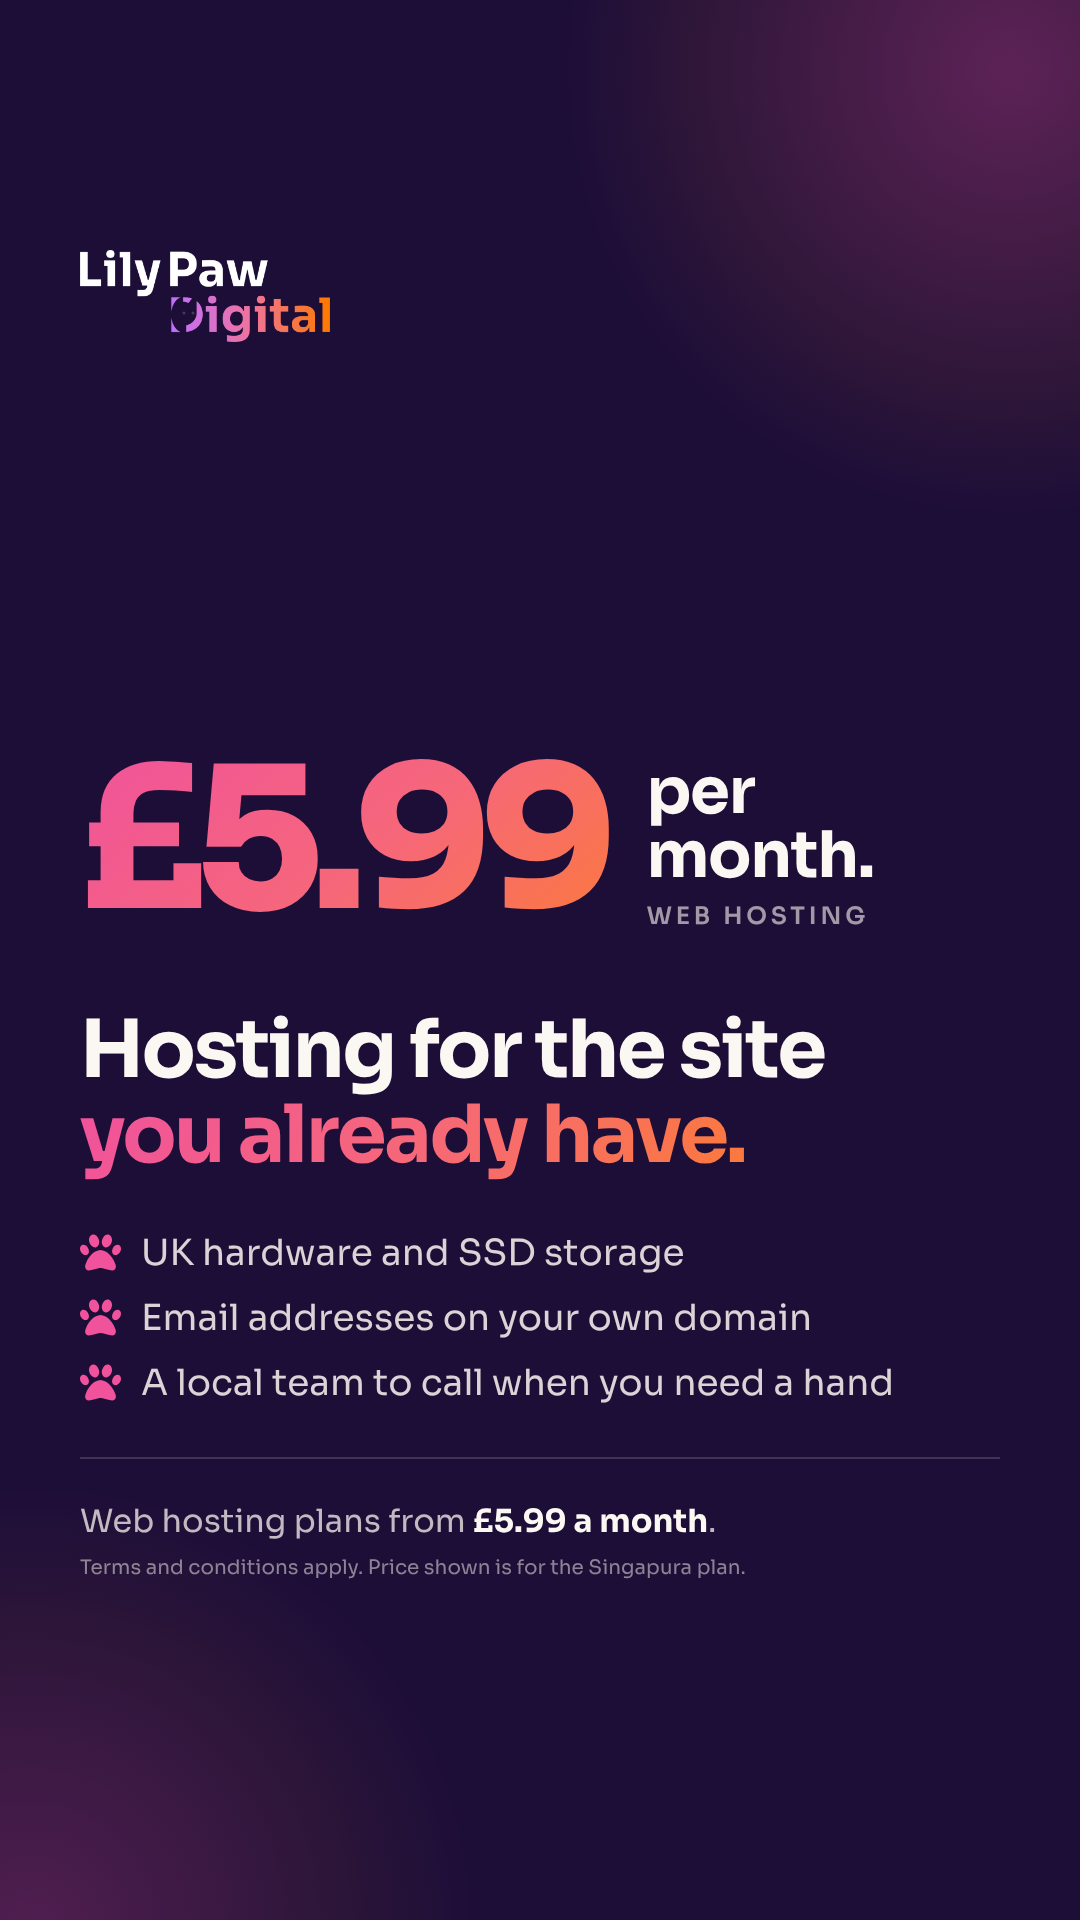 Lily Paw
Digital
£5.99
per
month.
WEB HOSTING
Hosting for the site
you already have.
UK hardware and SSD storage
Email addresses on your own domain
A local team to call when you need a hand
Web hosting plans from £5.99 a month.
Terms and conditions apply. Price shown is for the Singapura plan.